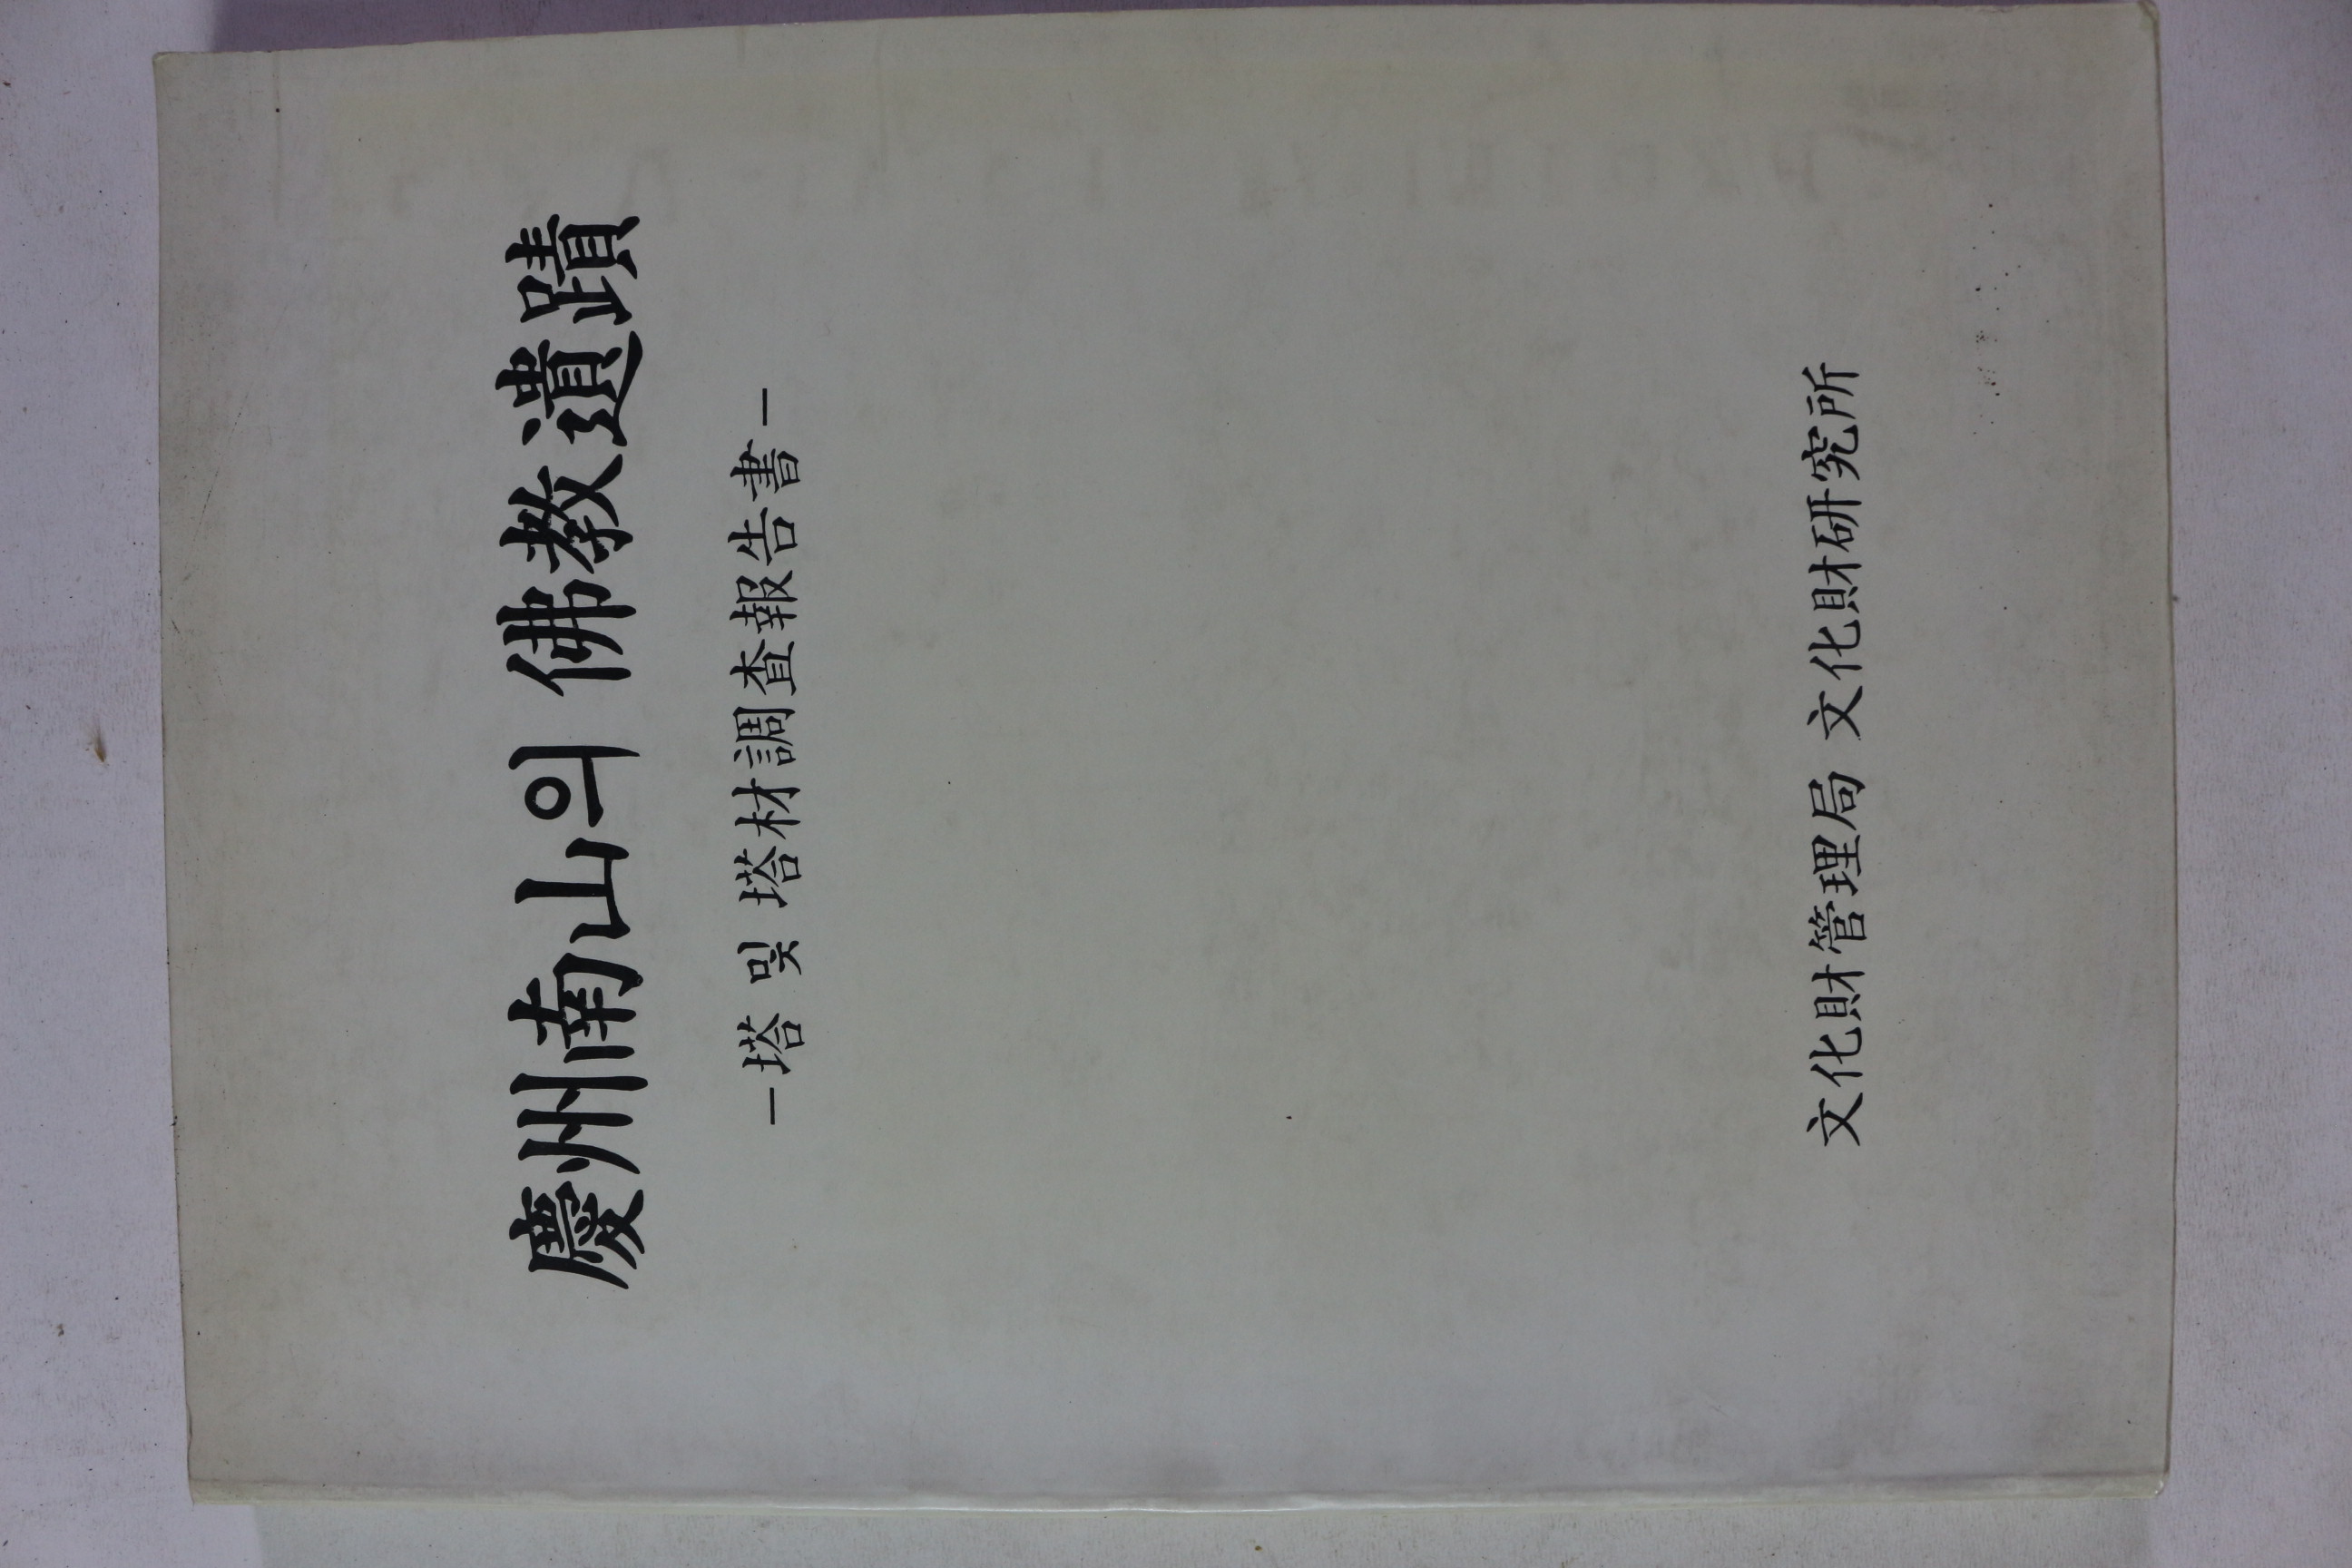 慶州南山의 佛教遺蹟
－塔 및 塔材調査報告書－
文化財管理局 文化財研究所